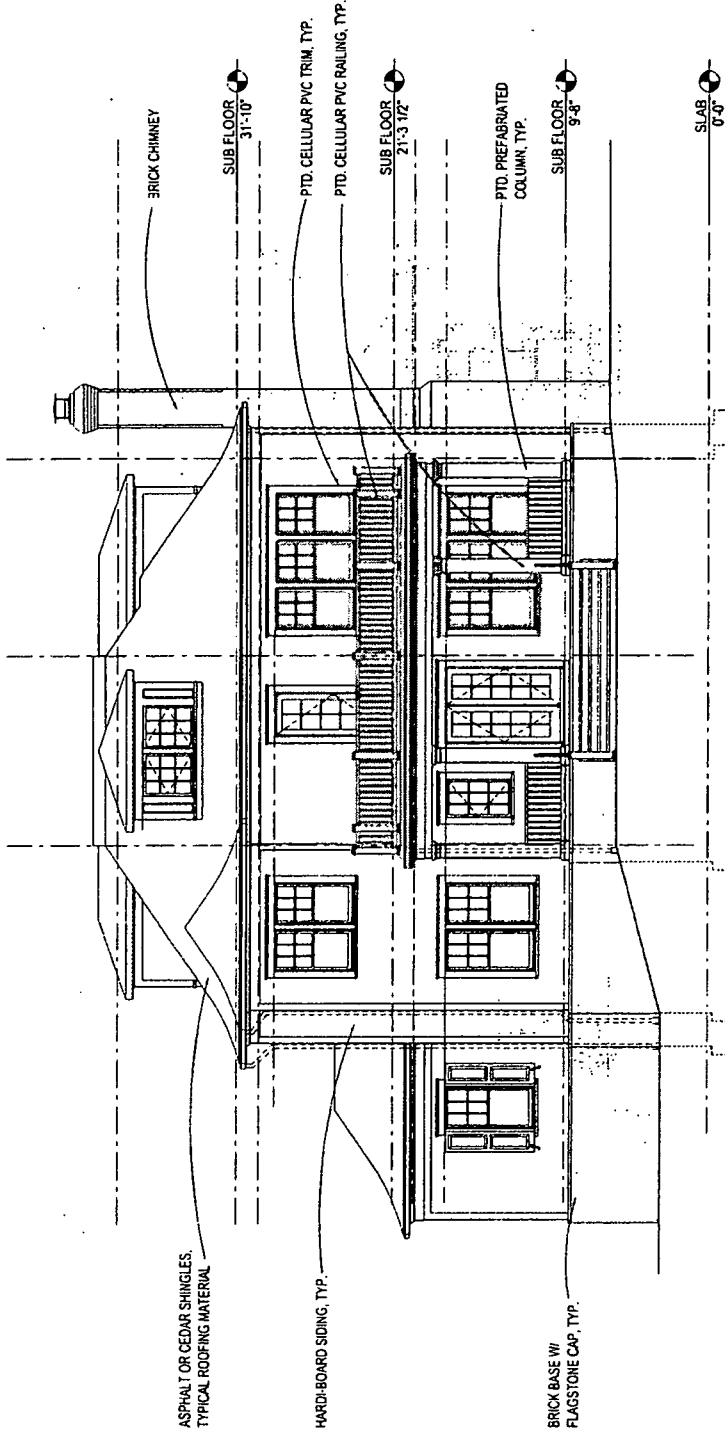 BRICK CHIMNEY
SUB FLOOR
31'-10"
PTD. CELLULAR PVC TRIM, TYP.
PTD. CELLULAR PVC RAILING, TYP.
SUB FLOOR
21'-3 1/2"
PTD. PREFABRIATED
COLUMN, TYP.
SUB FLOOR
9'-8"
SLAB
0'-0"
ASPHALT OR CEDAR SHINGLES,
TYPICAL ROOFING MATERIAL
HARDI-BOARD SIDING, TYP.
BRICK BASE W/
FLAGSTONE CAP, TYP.